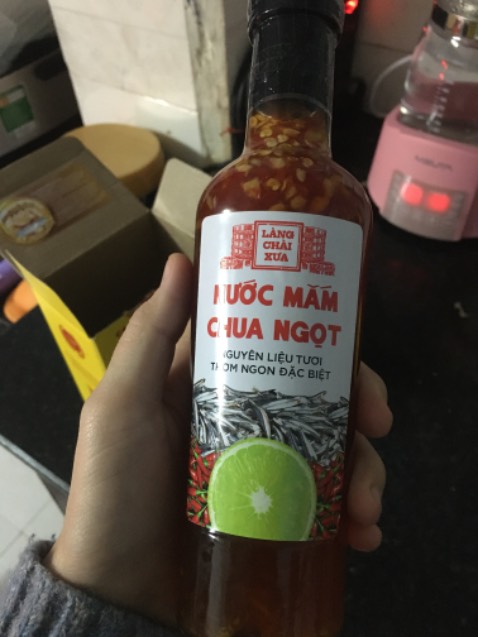 LÀNG
CHÀI
XƯA
NƯỚC MẮM
CHUA NGỌT
NGUYÊN LIỆU TƯƠI
THƠM NGON ĐẶC BIỆT